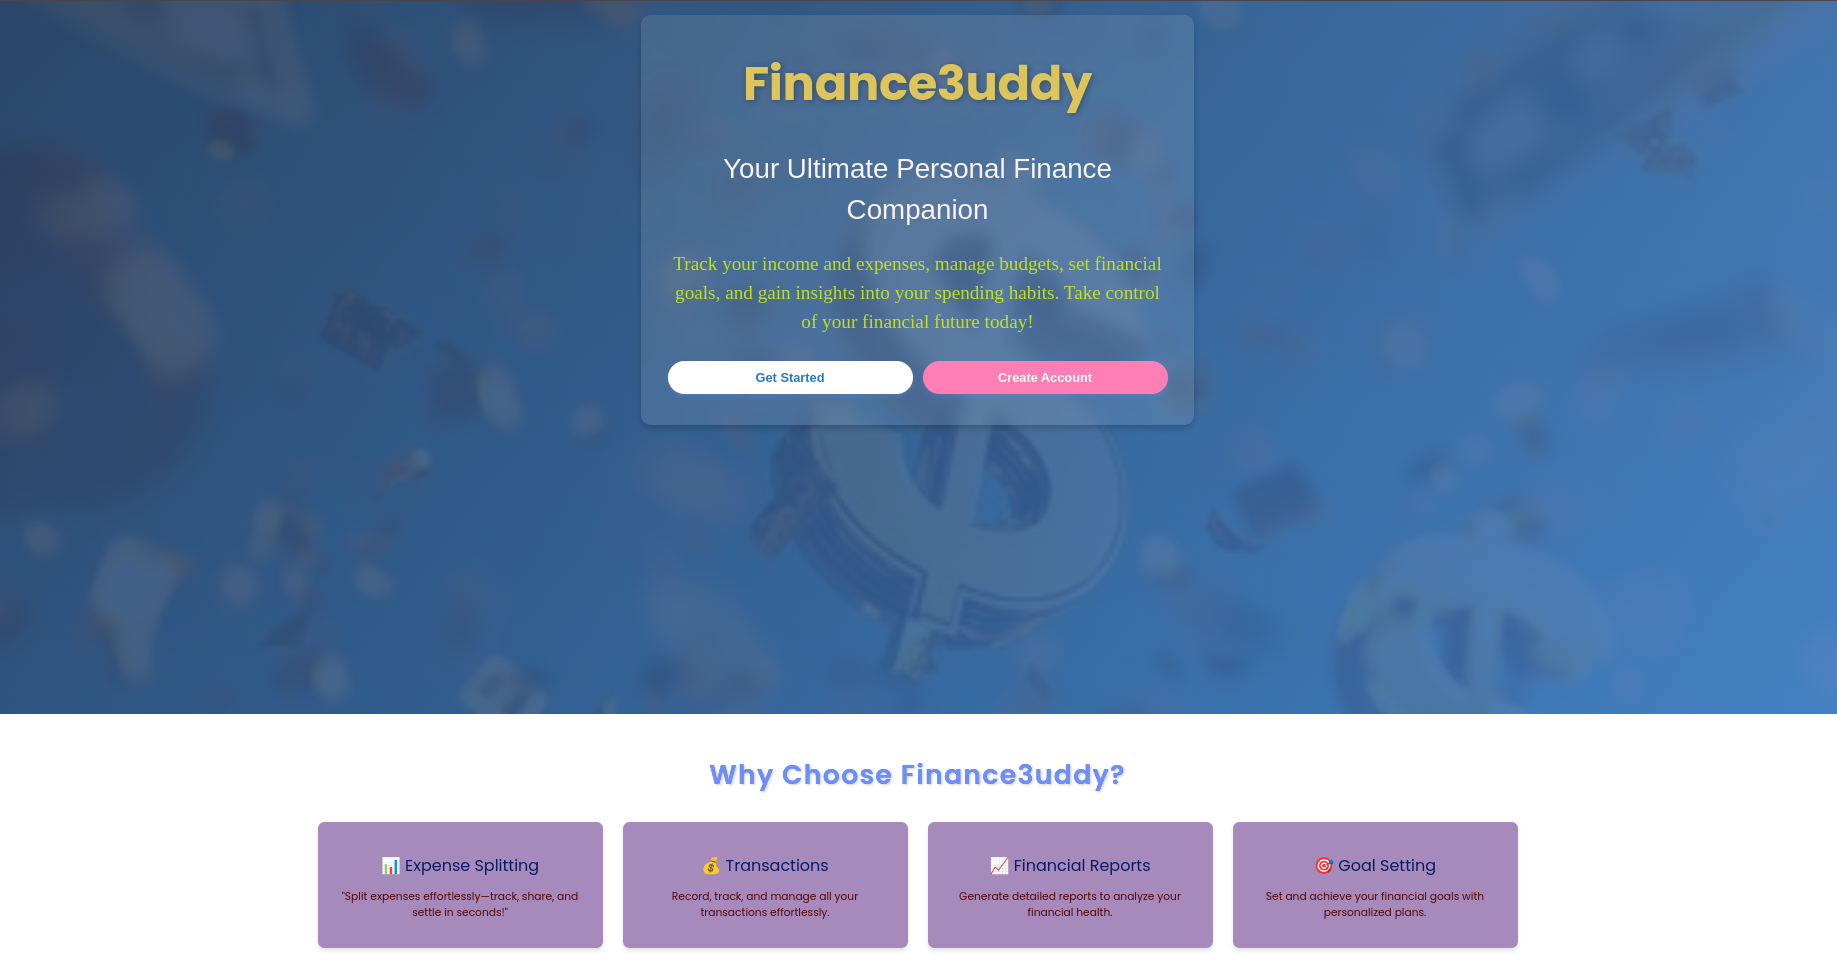 Finance3uddy
Your Ultimate Personal Finance
Companion
Track your income and expenses, manage budgets, set financial
goals, and gain insights into your spending habits. Take control
of your financial future today!
Get Started
Create Account
Why Choose Finance3uddy?
📊 Expense Splitting
"Split expenses effortlessly—track, share, and
settle in seconds!"
💰 Transactions
Record, track, and manage all your
transactions effortlessly.
📈 Financial Reports
Generate detailed reports to analyze your
financial health.
🎯 Goal Setting
Set and achieve your financial goals with
personalized plans.